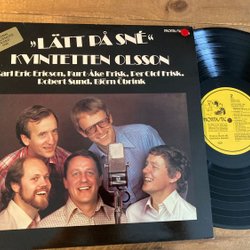 »LÄTT PÅ SNÉ«
KVINTETTEN OLSSON
Carl Eric Ericson, Kurt-Åke Frisk, Per Olof Frisk,
Robert Sund, Björn Öbrink